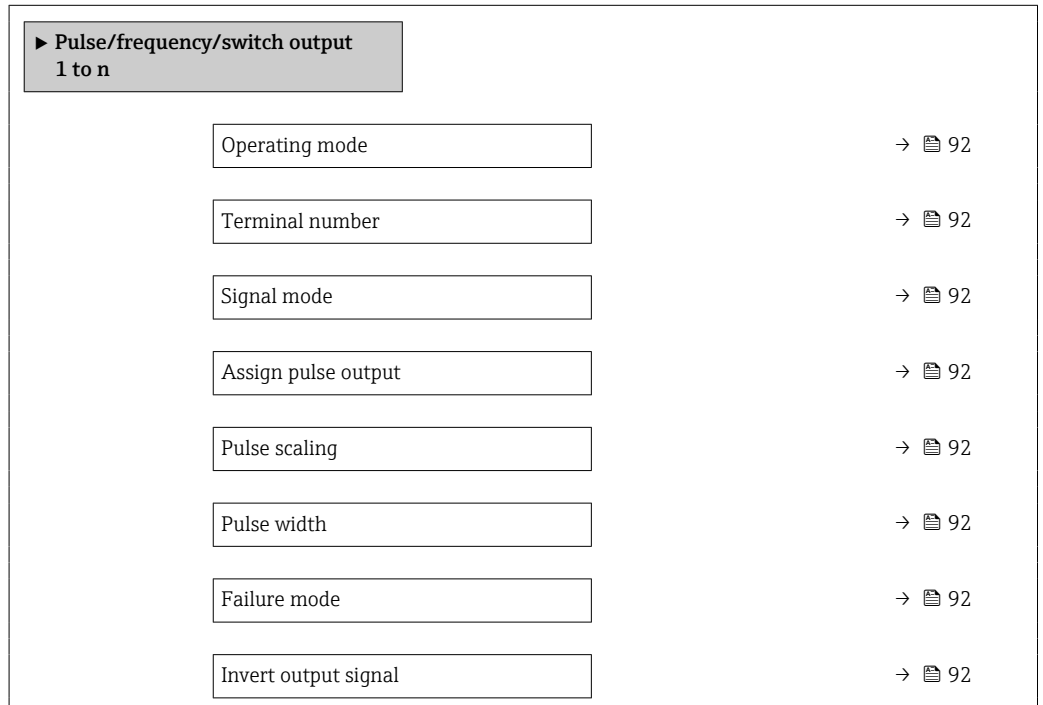 ► Pulse/frequency/switch output
1 to n
Operating mode → 92
Terminal number → 92
Signal mode → 92
Assign pulse output → 92
Pulse scaling → 92
Pulse width → 92
Failure mode → 92
Invert output signal → 92